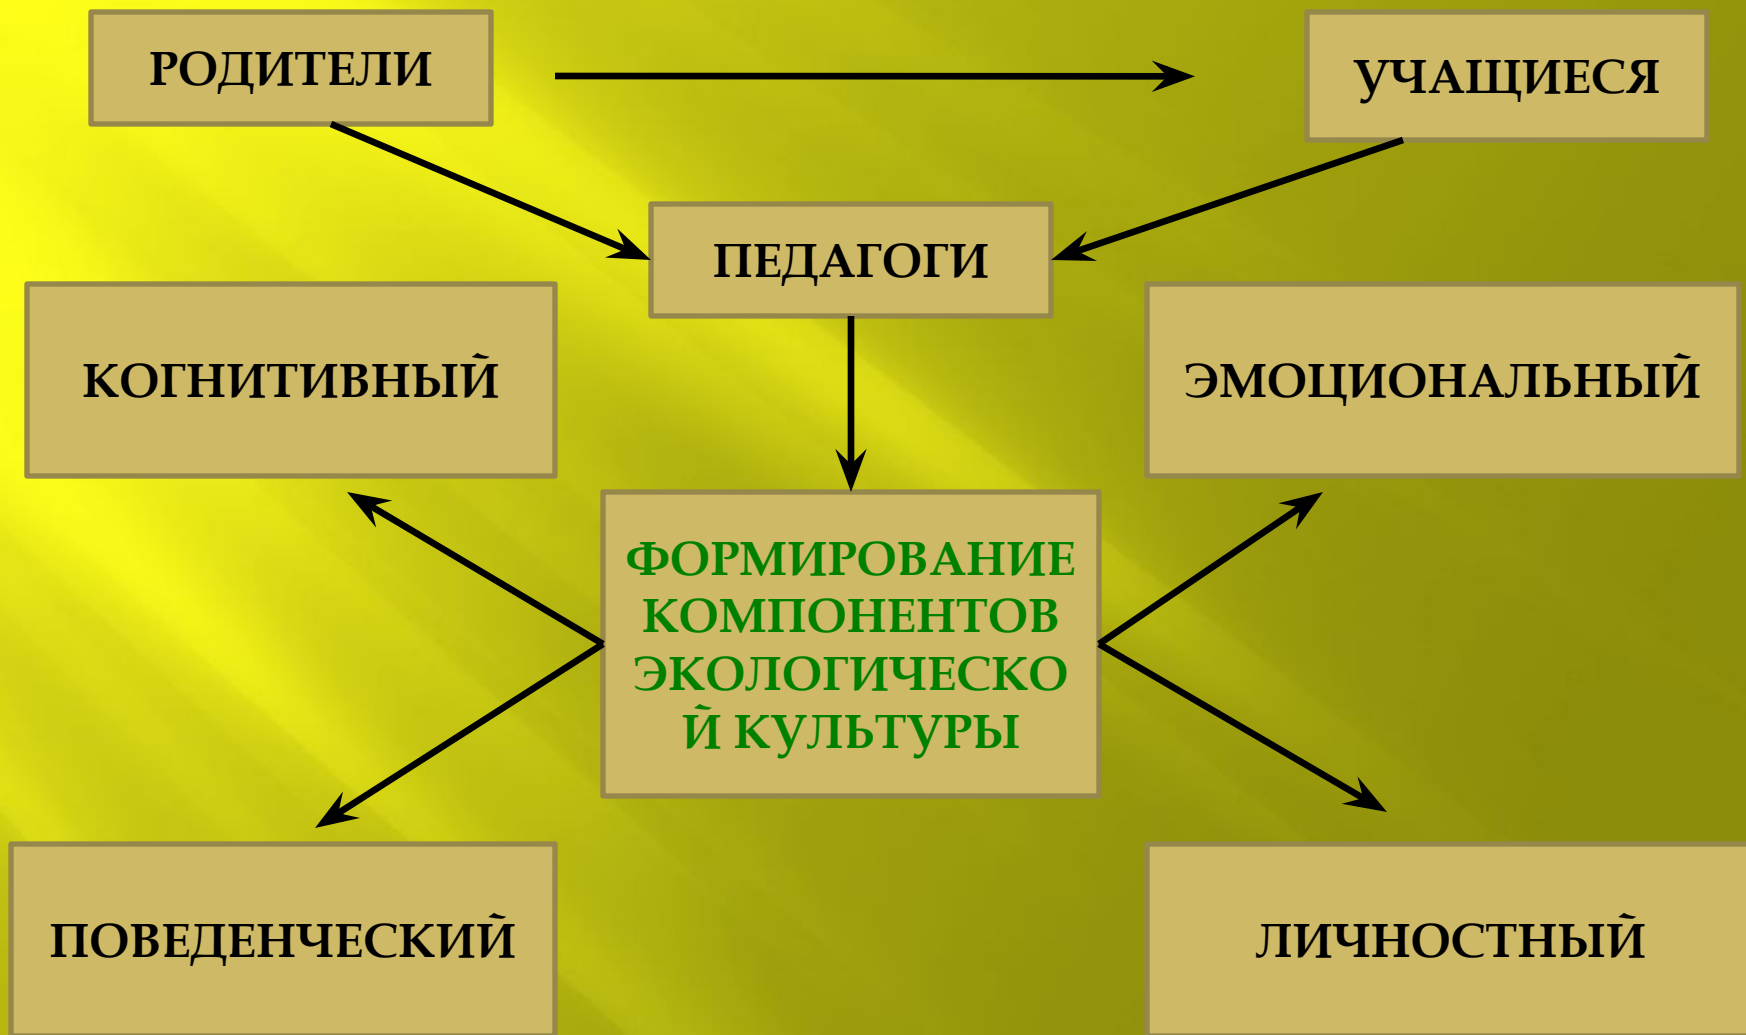 РОДИТЕЛИ
УЧАЩИЕСЯ
ПЕДАГОГИ
КОГНИТИВНЫЙ
ЭМОЦИОНАЛЬНЫЙ
ФОРМИРОВАНИЕ
КОМПОНЕНТОВ
ЭКОЛОГИЧЕСКО
Й КУЛЬТУРЫ
ПОВЕДЕНЧЕСКИЙ
ЛИЧНОСТНЫЙ